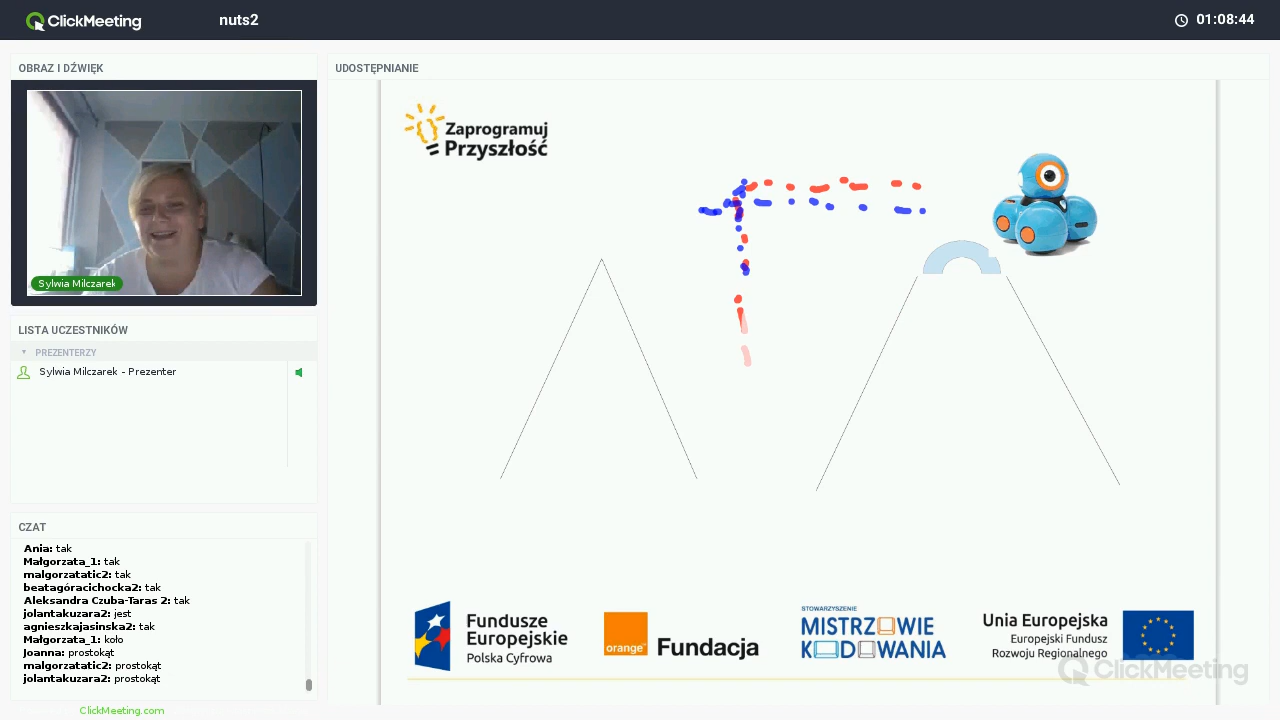 ClickMeeting
nuts2
01:08:44
OBRAZ I DŹWIĘK
Sylwia Milczarek
LISTA UCZESTNIKÓW
PREZENTERZY
Sylwia Milczarek - Prezenter
CZAT
Ania: tak
Małgorzata_1: tak
malgorzatatic2: tak
beatagóracichocka2: tak
Aleksandra Czuba-Taras 2: tak
jolantakuzara2: jest
agnieszkajasinska2: tak
Małgorzata_1: koło
Joanna: prostokąt
malgorzatatic2: prostokąt
jolantakuzara2: prostokąt
ClickMeeting.com
UDOSTĘPNIANIE
Zaprogramuj
Przyszłość
Fundusze
Europejskie
Polska Cyfrowa
orange
Fundacja
STOWARZYSZENIE
MISTRZOWIE
KODOWANIA
Unia Europejska
Europejski Fundusz
Rozwoju Regionalnego
ClickMeeting